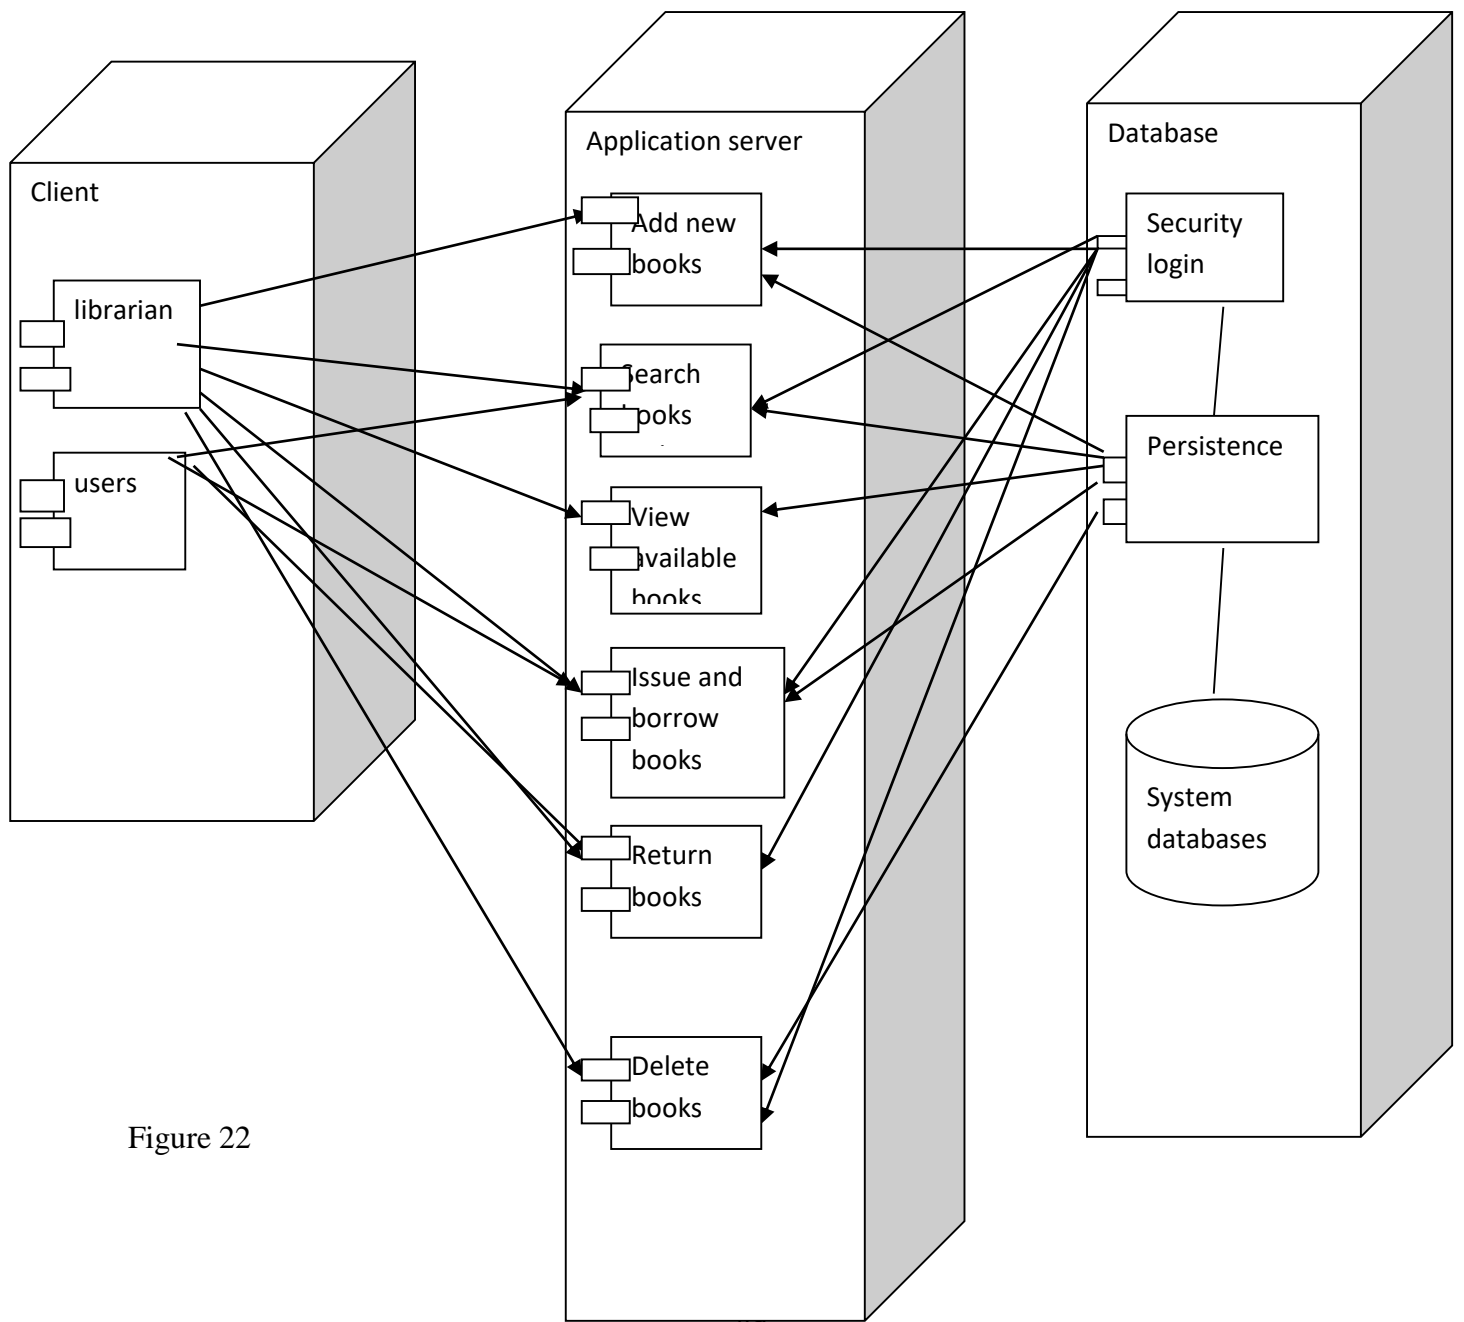 Client
librarian
users
Application server
Add new
books
Search
books
View
available
books
Issue and
borrow
books
Return
books
Delete
books
Database
Security
login
Persistence
System
databases
Figure 22